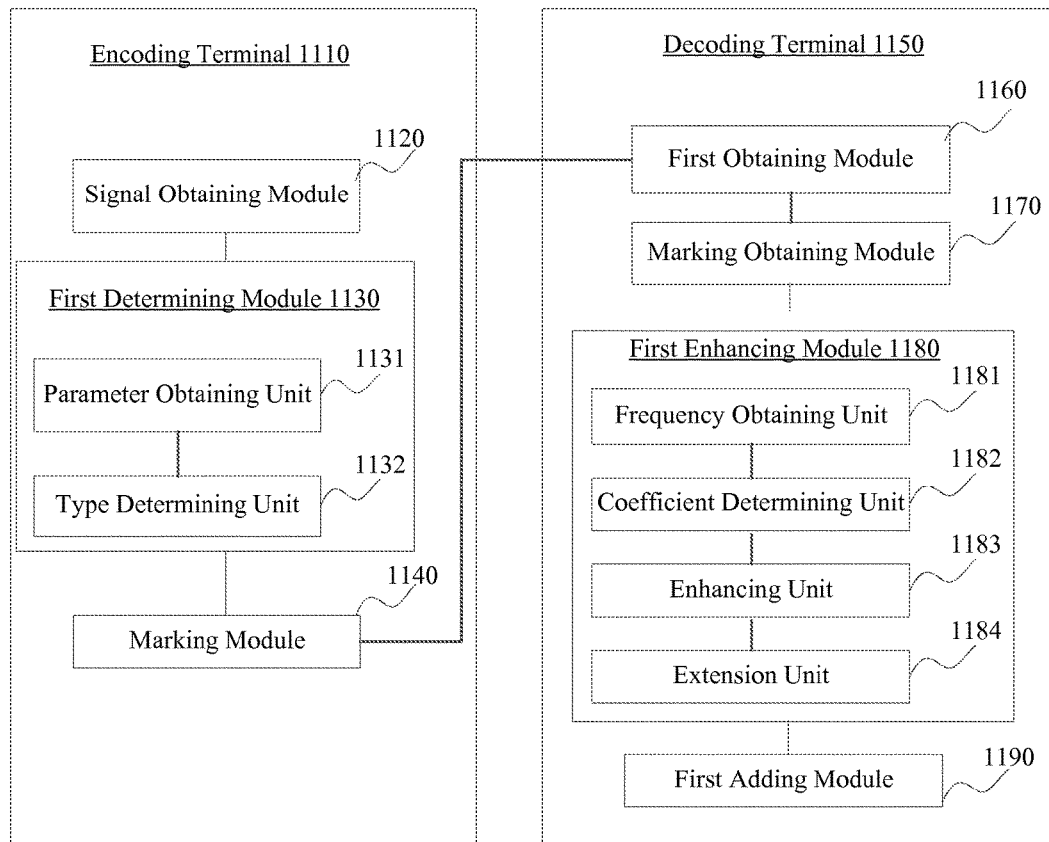 Encoding Terminal 1110
1120
Signal Obtaining Module
First Determining Module 1130
1131
Parameter Obtaining Unit
1132
Type Determining Unit
1140
Marking Module
Decoding Terminal 1150
1160
First Obtaining Module
1170
Marking Obtaining Module
First Enhancing Module 1180
1181
Frequency Obtaining Unit
1182
Coefficient Determining Unit
1183
Enhancing Unit
1184
Extension Unit
1190
First Adding Module